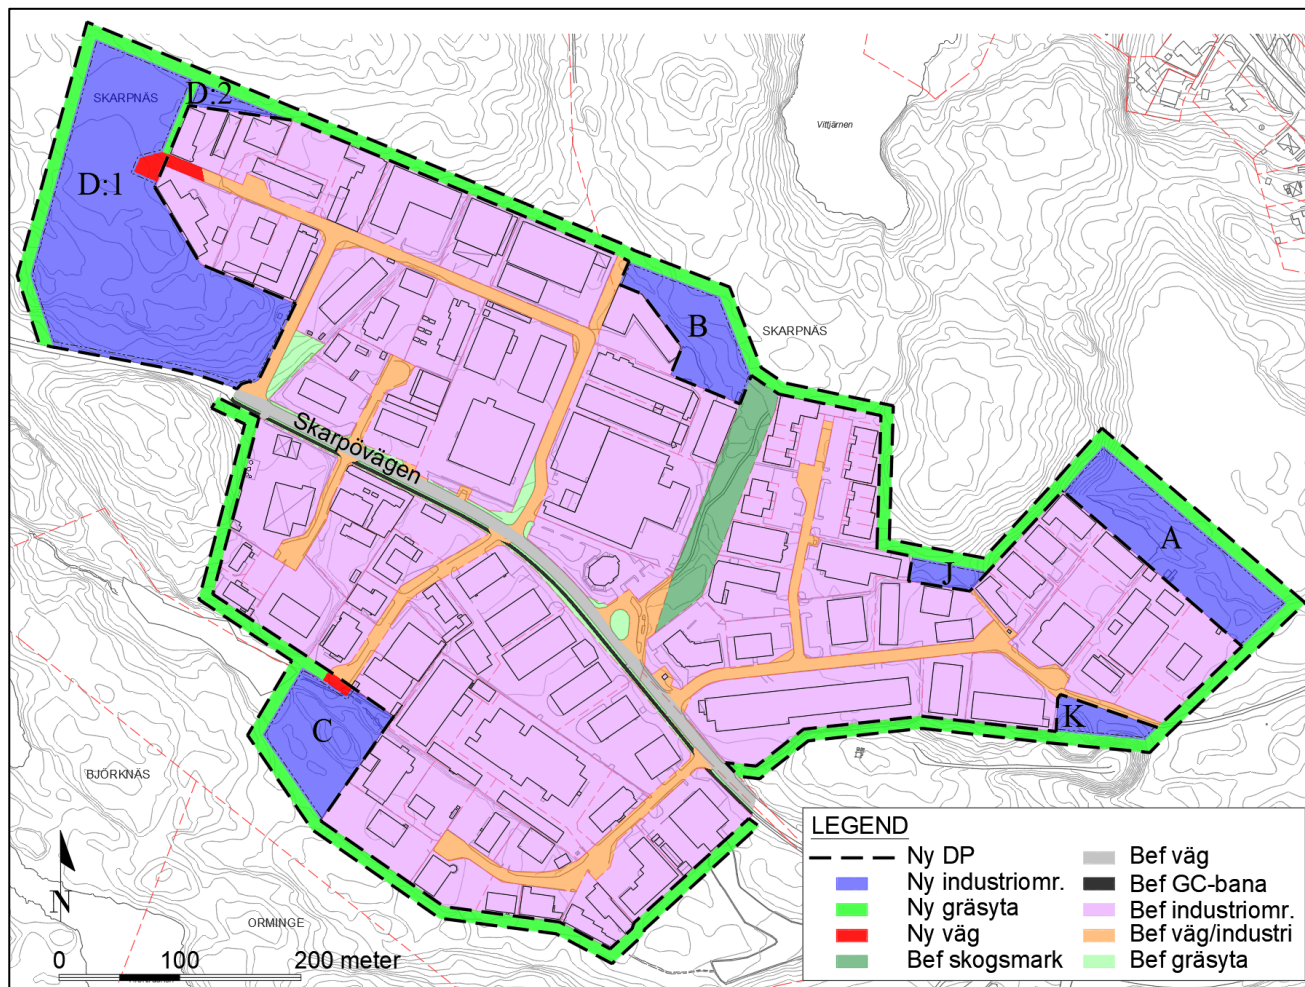 SKARPNÄS
D:2
Vittjärnen
D:1
B
SKARPNÄS
Skarpövägen
A
J
K
C
BJÖRKNÄS
ORMINGE
N
0 100 200 meter
LEGEND
Ny DP
Ny industriomr.
Ny gräsyta
Ny väg
Bef skogsmark
Bef väg
Bef GC-bana
Bef industriomr.
Bef väg/industri
Bef gräsyta